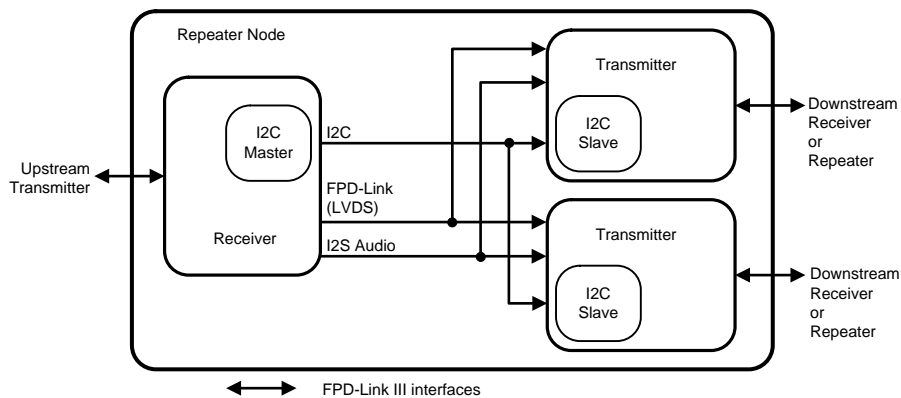 Repeater Node
Transmitter
I2C
Slave
Downstream
Receiver
or
Repeater
I2C
Master
I2C
Upstream
Transmitter
FPD-Link
(LVDS)
Receiver
I2S Audio
Transmitter
I2C
Slave
Downstream
Receiver
or
Repeater
FPD-Link III interfaces